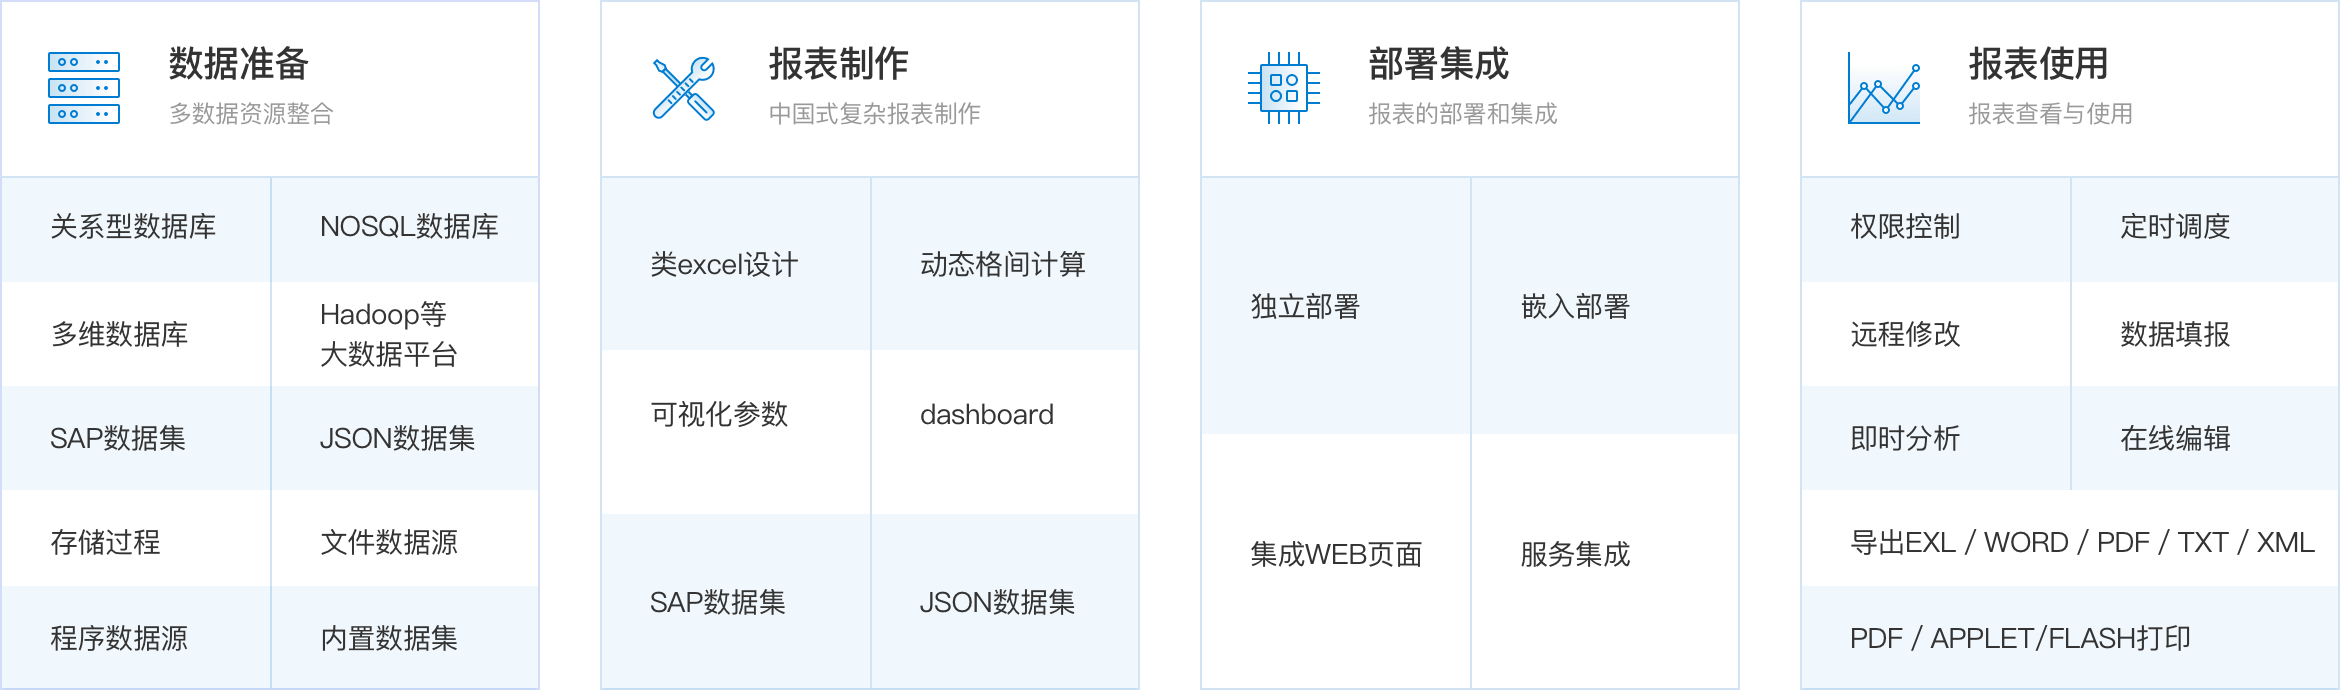 数据准备
多数据资源整合
关系型数据库
NOSQL数据库
多维数据库
Hadoop等
大数据平台
SAP数据集
JSON数据集
存储过程
文件数据源
程序数据源
内置数据集
报表制作
中国式复杂报表制作
类excel设计
动态格间计算
可视化参数
dashboard
SAP数据集
JSON数据集
部署集成
报表的部署和集成
独立部署
嵌入部署
集成WEB页面
服务集成
报表使用
报表查看与使用
权限控制
定时调度
远程修改
数据填报
即时分析
在线编辑
导出EXL / WORD / PDF / TXT / XML
PDF / APPLET/FLASH打印